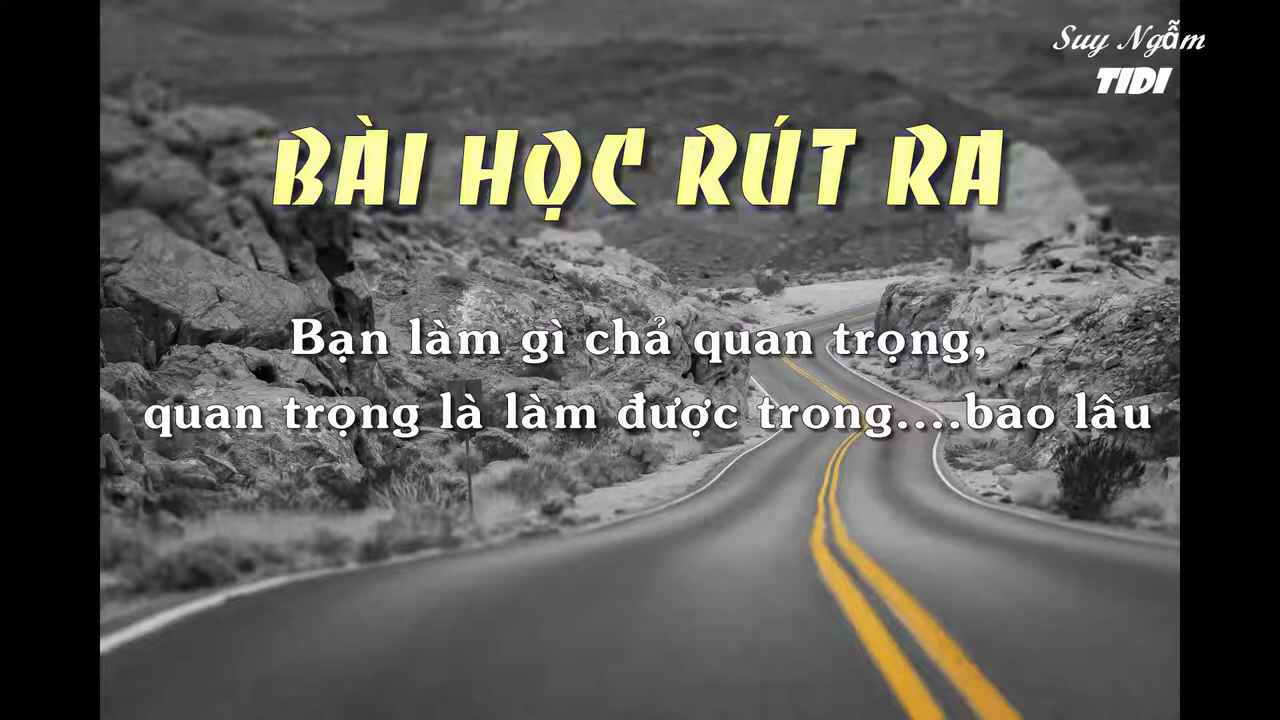 Suy Ngẫm
TIDI
BÀI HỌC RÚT RA
Bạn làm gì chả quan trọng,
quan trọng là làm được trong....bao lâu